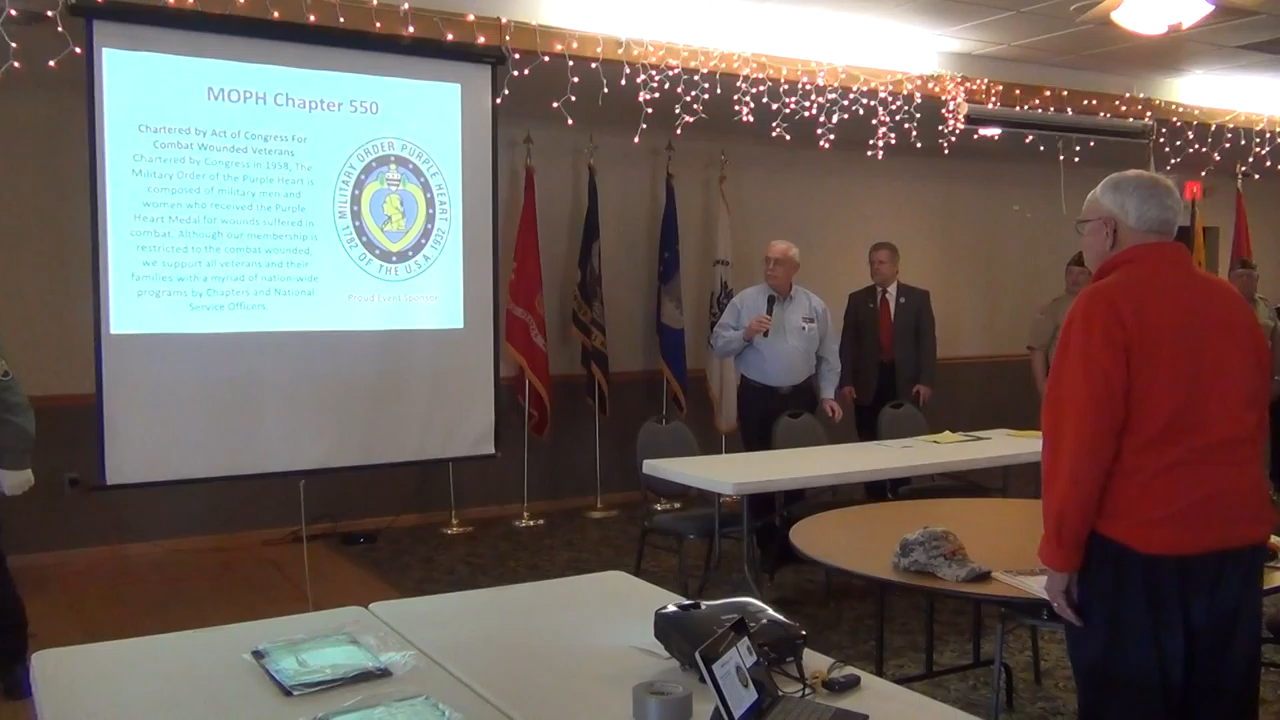 MOPH Chapter 550
Chartered by Act of Congress For
Combat Wounded Veterans
Chartered by Congress in 1958, The
Military Order of the Purple Heart is
composed of military men and
women who received the Purple
Heart Medal for wounds suffered in
combat. Although our membership is
restricted to the combat wounded,
we support all veterans and their
families with a myriad of nation-wide
programs by Chapters and National
Service Officers.
MILITARY ORDER PURPLE HEART
1782 OF THE U.S.A. 1932
Proud Event Sponsor